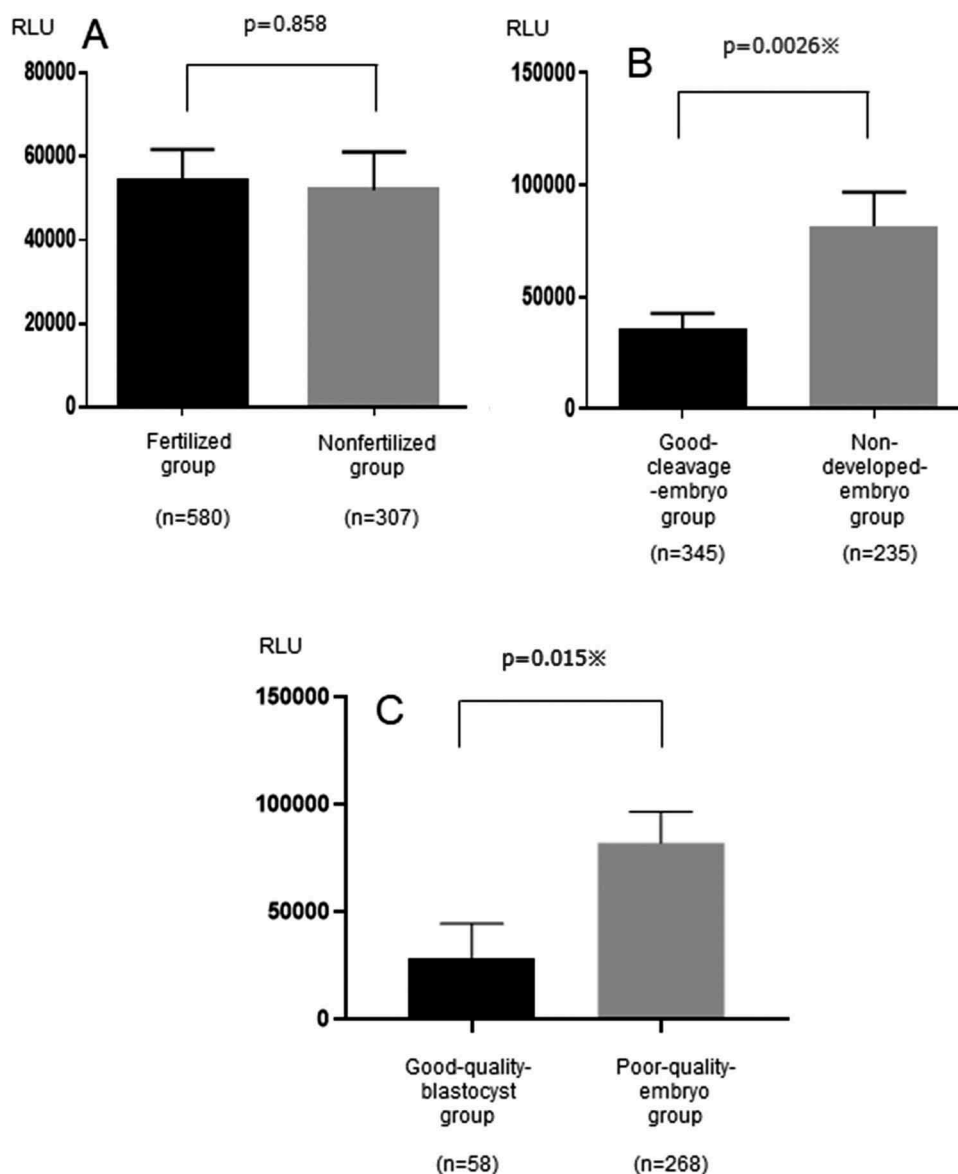 RLU
A
p=0.858
80000
60000
40000
20000
0
Fertilized
group
(n=580)
Nonfertilized
group
(n=307)
RLU
B
p=0.0026※
150000
100000
50000
0
Good-
cleavage
-embryo
group
(n=345)
Non-
developed-
embryo
group
(n=235)
RLU
C
p=0.015※
150000
100000
50000
0
Good-quality-
blastocyst
group
(n=58)
Poor-quality-
embryo
group
(n=268)